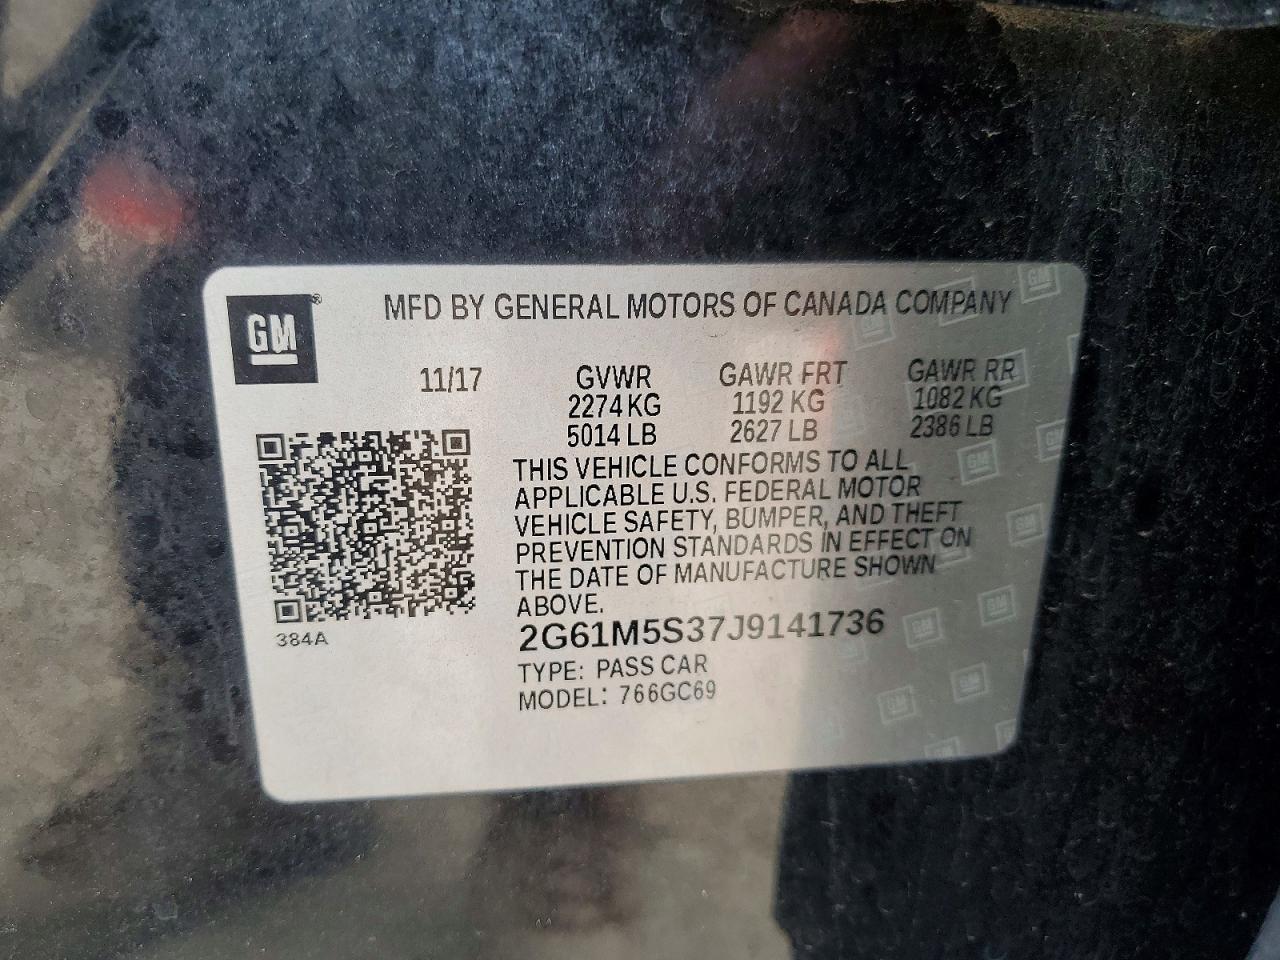 GM®
MFD BY GENERAL MOTORS OF CANADA COMPANY
11/17 GVWR GAWR FRT GAWR RR
2274 KG 1192 KG 1082 KG
5014 LB 2627 LB 2386 LB
THIS VEHICLE CONFORMS TO ALL
APPLICABLE U.S. FEDERAL MOTOR
VEHICLE SAFETY, BUMPER, AND THEFT
PREVENTION STANDARDS IN EFFECT ON
THE DATE OF MANUFACTURE SHOWN
ABOVE.
384A
2G61M5S37J9141736
TYPE: PASS CAR
MODEL: 766GC69